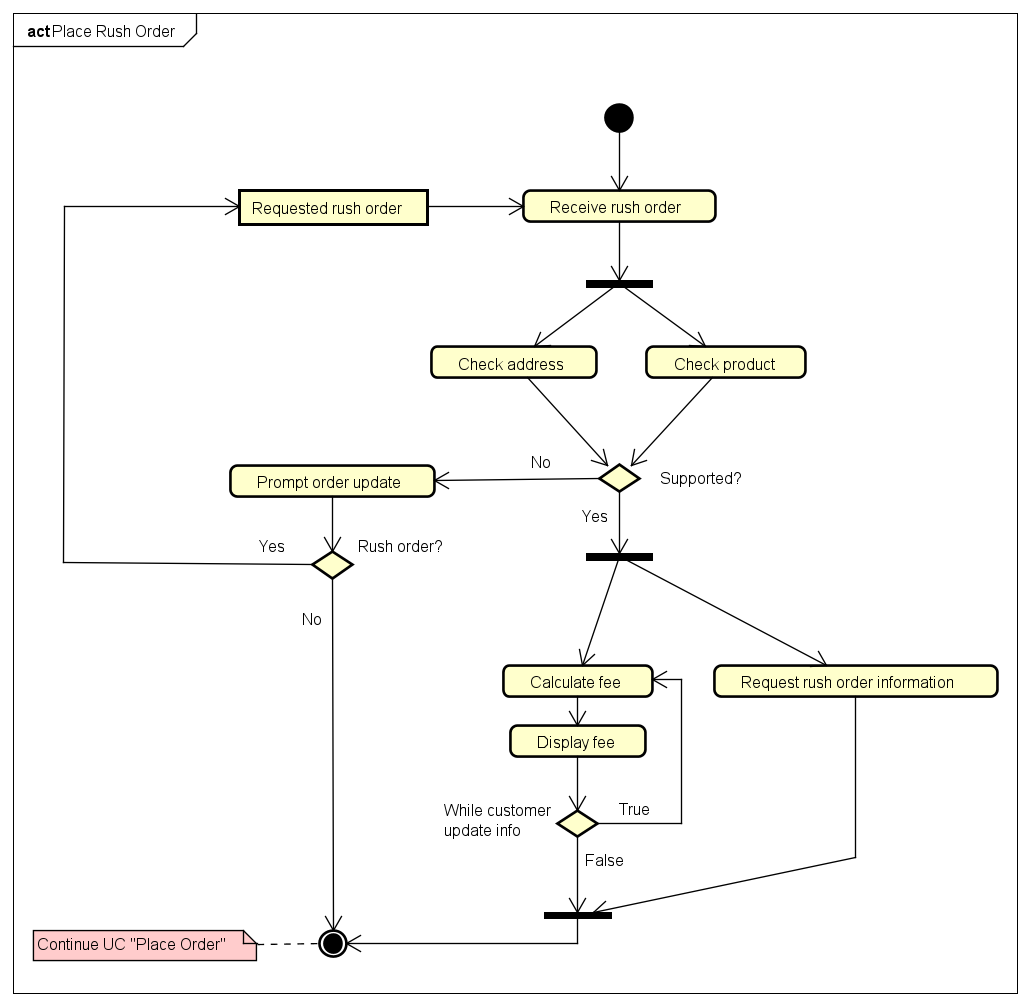 act Place Rush Order
Requested rush order
Receive rush order
Check address
Check product
No
Supported?
Prompt order update
Yes
Yes
Rush order?
No
Calculate fee
Request rush order information
Display fee
While customer
update info
True
False
Continue UC "Place Order"